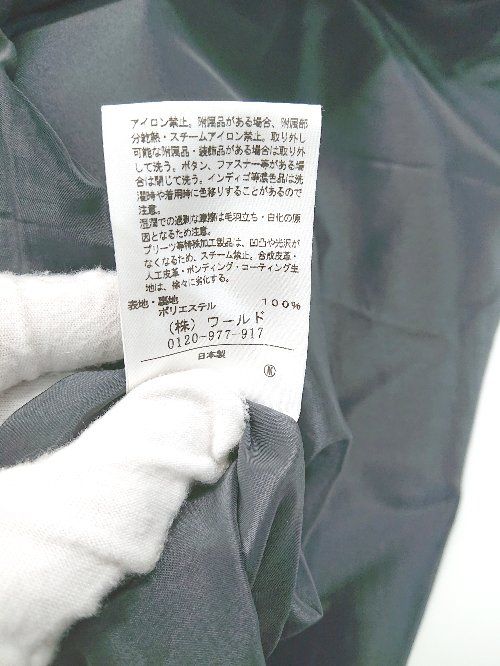 アイロン禁止。附属品がある場合、附属部
分乾熱・スチームアイロン禁止。取り外し
可能な附属品・装飾品がある場合は取り外
して洗う。ボタン、ファスナー等がある場
合は閉じて洗う。インディゴ等濃色品は洗
濯時や着用時に色移りすることがあるので
注意。
湿潤での過剰な摩擦は毛羽立ち・白化の原
因となるため注意。
プリーツ等特殊加工製品は、凹凸や光沢が
なくなるため、スチーム禁止。合成皮革・
人工皮革・ボンディング・コーティング生
地は、徐々に劣化する。
表地・裏地
ポリエステル 100%
(株) ワールド
0120-977-917
日本製
Ⓚ